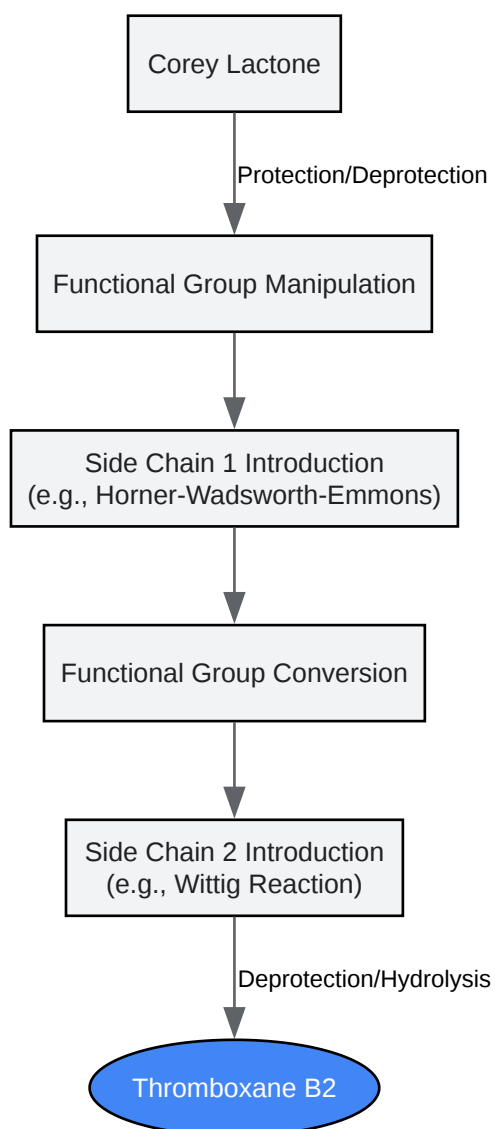 Corey Lactone
Protection/Deprotection
Functional Group Manipulation
Side Chain 1 Introduction
(e.g., Horner-Wadsworth-Emmons)
Functional Group Conversion
Side Chain 2 Introduction
(e.g., Wittig Reaction)
Deprotection/Hydrolysis
Thromboxane B2